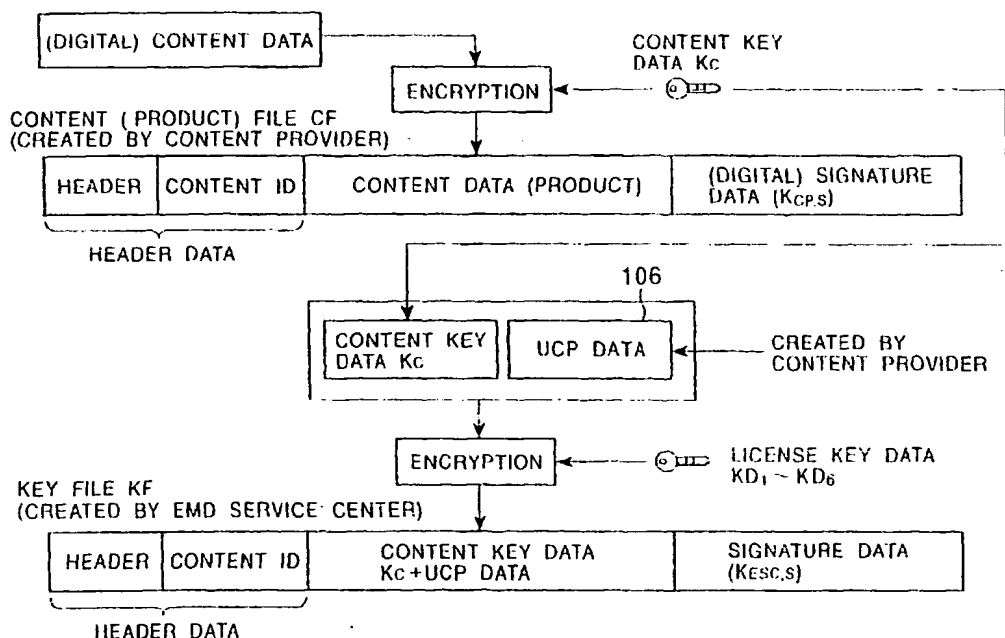 (DIGITAL) CONTENT DATA
CONTENT KEY
DATA Kc
ENCRYPTION
CONTENT (PRODUCT) FILE CF
(CREATED BY CONTENT PROVIDER)
HEADER
CONTENT ID
CONTENT DATA (PRODUCT)
(DIGITAL) SIGNATURE
DATA (KCP,S)
HEADER DATA
106
CONTENT KEY
DATA Kc
UCP DATA
CREATED BY
CONTENT PROVIDER
ENCRYPTION
LICENSE KEY DATA
KD1 ~ KD6
KEY FILE KF
(CREATED BY EMD SERVICE CENTER)
HEADER
CONTENT ID
CONTENT KEY DATA
Kc+UCP DATA
SIGNATURE DATA
(KESC,S)
HEADER DATA